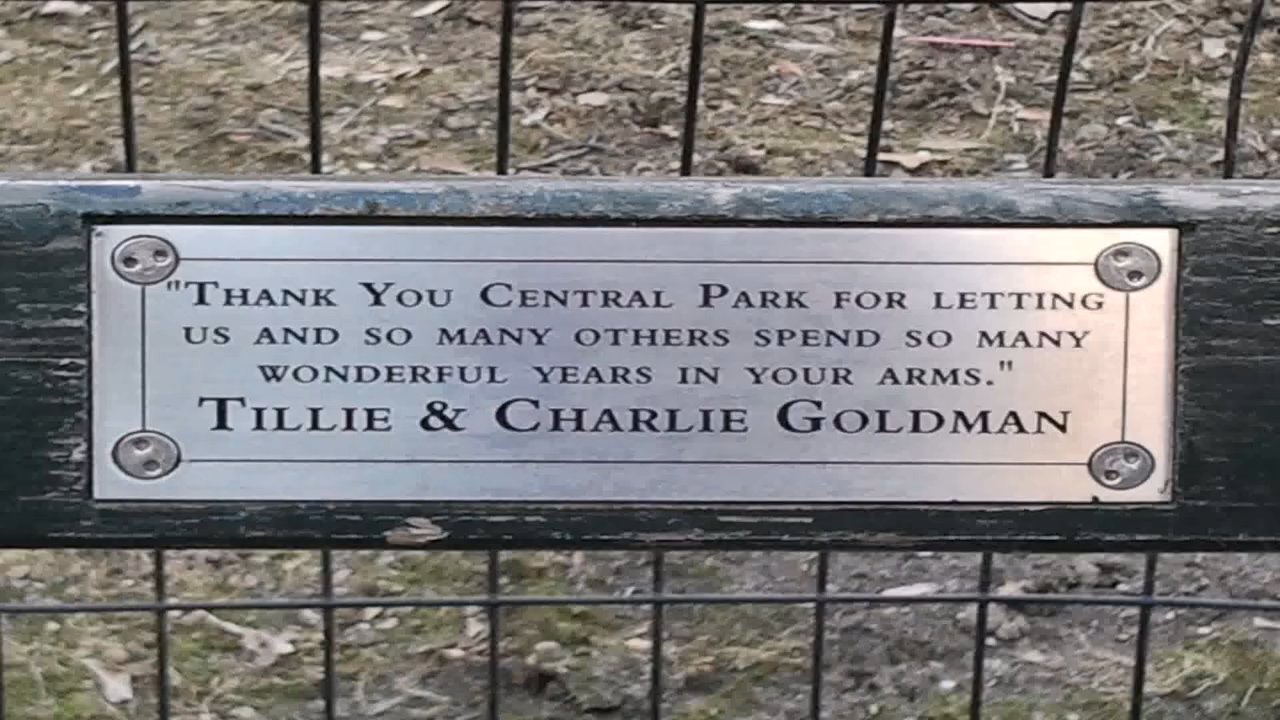 "THANK YOU CENTRAL PARK FOR LETTING
US AND SO MANY OTHERS SPEND SO MANY
WONDERFUL YEARS IN YOUR ARMS."
TILLIE & CHARLIE GOLDMAN